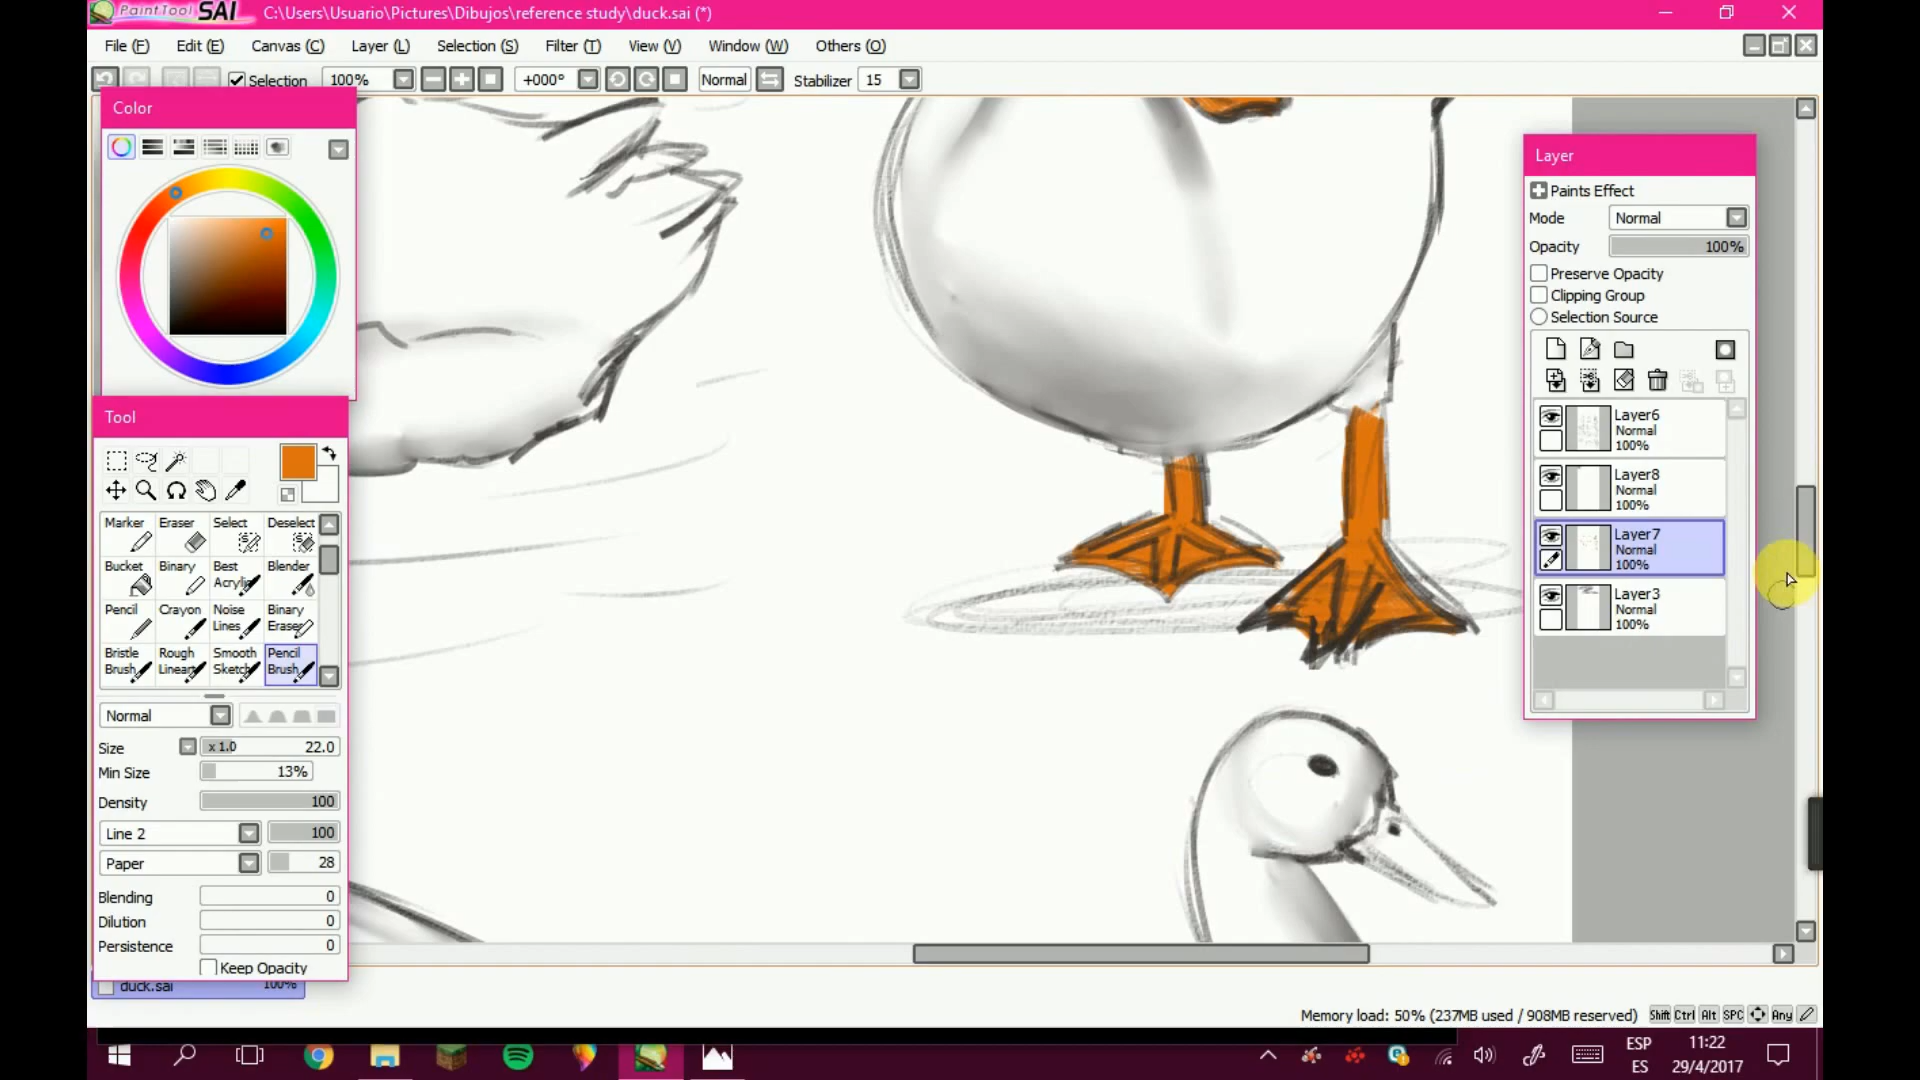 PaintTool SAI C:\Users\Usuario\Pictures\Dibujos\reference study\duck.sai (*)
File (F) Edit (E) Canvas (C) Layer (L) Selection (S) Filter (T) View (V) Window (W) Others (O)
Selection 100% +000° Normal Stabilizer 15
Color
Tool
Marker Eraser Select Deselect
Bucket Binary Best Acrylic Blender
Pencil Crayon Noise Lines Binary Eraser
Bristle Brush Rough Lineart Smooth Sketch Pencil Brush
Normal
Size x 1.0 22.0
Min Size 13%
Density 100
Line 2 100
Paper 28
Blending 0
Dilution 0
Persistence 0
Keep Opacity
duck.sai 100%
Layer
Paints Effect
Mode Normal
Opacity 100%
Preserve Opacity
Clipping Group
Selection Source
Layer6
Normal
100%
Layer8
Normal
100%
Layer7
Normal
100%
Layer3
Normal
100%
Memory load: 50% (237MB used / 908MB reserved) Shift Ctrl Alt SPC Any
ESP
ES
11:22
29/4/2017